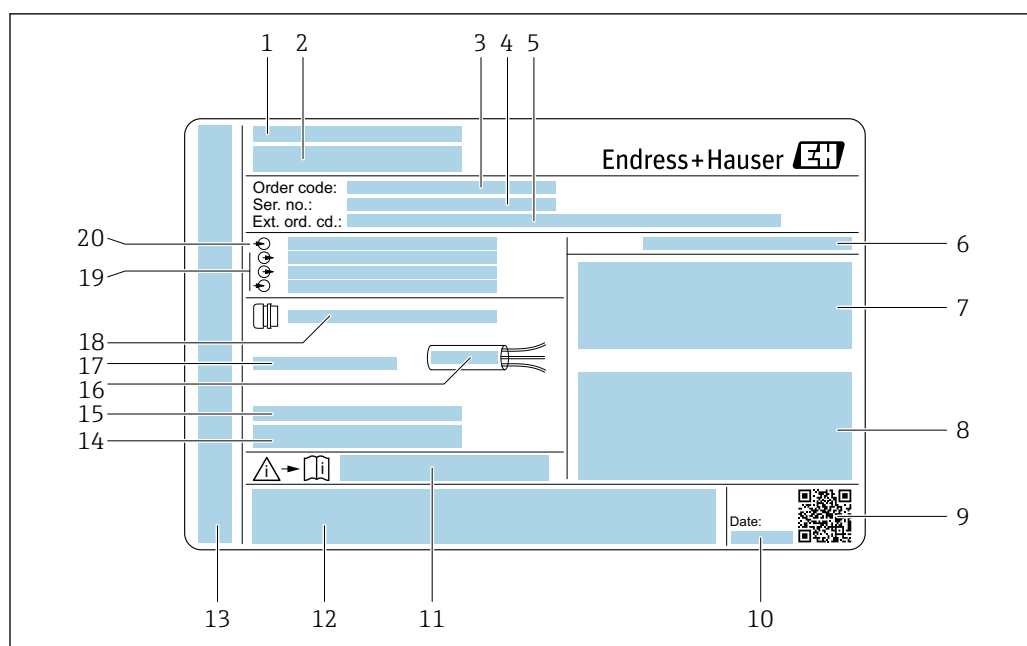 1 2 3 4 5
Endress+Hauser EH
Order code:
Ser. no.:
Ext. ord. cd.:
20
6
19
7
18
17
16
i i
15
14
8
Date:
9
13 12 11 10